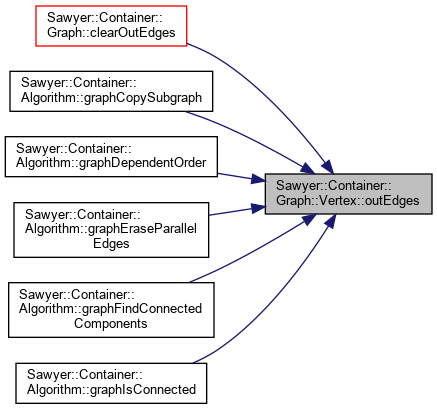 Sawyer::Container::
Graph::clearOutEdges
Sawyer::Container::
Algorithm::graphCopySubgraph
Sawyer::Container::
Algorithm::graphDependentOrder
Sawyer::Container::
Graph::Vertex::outEdges
Sawyer::Container::
Algorithm::graphEraseParallel
Edges
Sawyer::Container::
Algorithm::graphFindConnected
Components
Sawyer::Container::
Algorithm::graphIsConnected